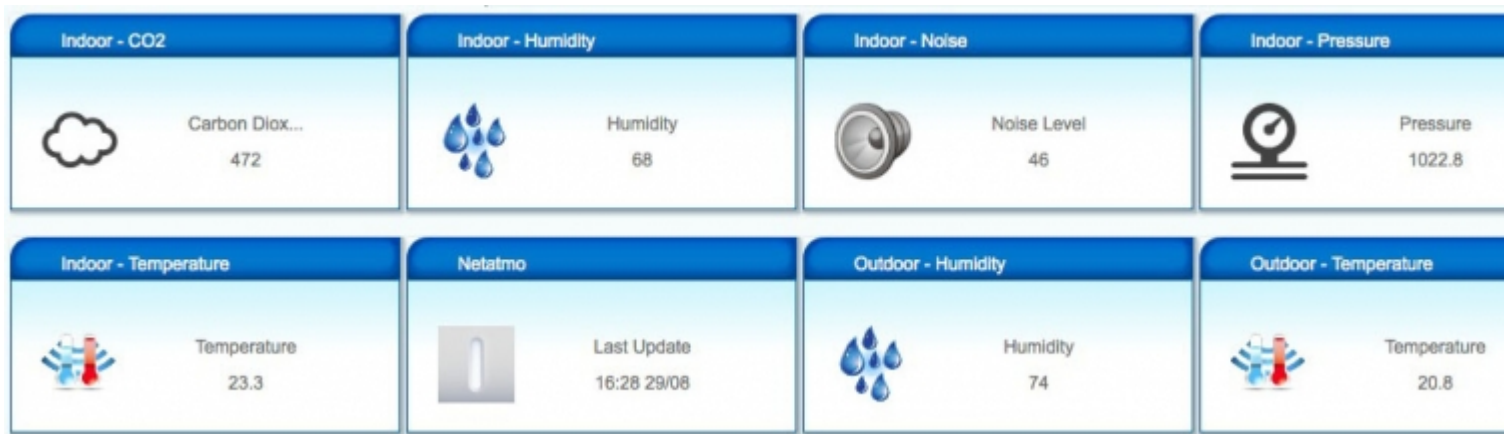 Indoor - CO2
Carbon Diox...
472
Indoor - Humidity
Humidity
68
Indoor - Noise
Noise Level
46
Indoor - Pressure
Pressure
1022.8
Indoor - Temperature
Temperature
23.3
Netatmo
Last Update
16:28 29/08
Outdoor - Humidity
Humidity
74
Outdoor - Temperature
Temperature
20.8